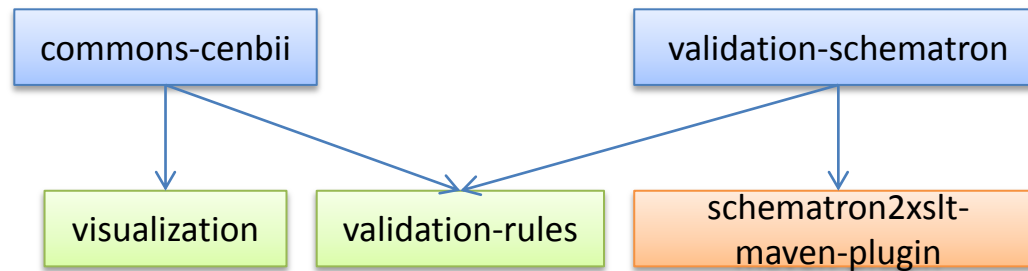 commons-cenbii
validation-schematron
visualization
validation-rules
schematron2xslt-
maven-plugin